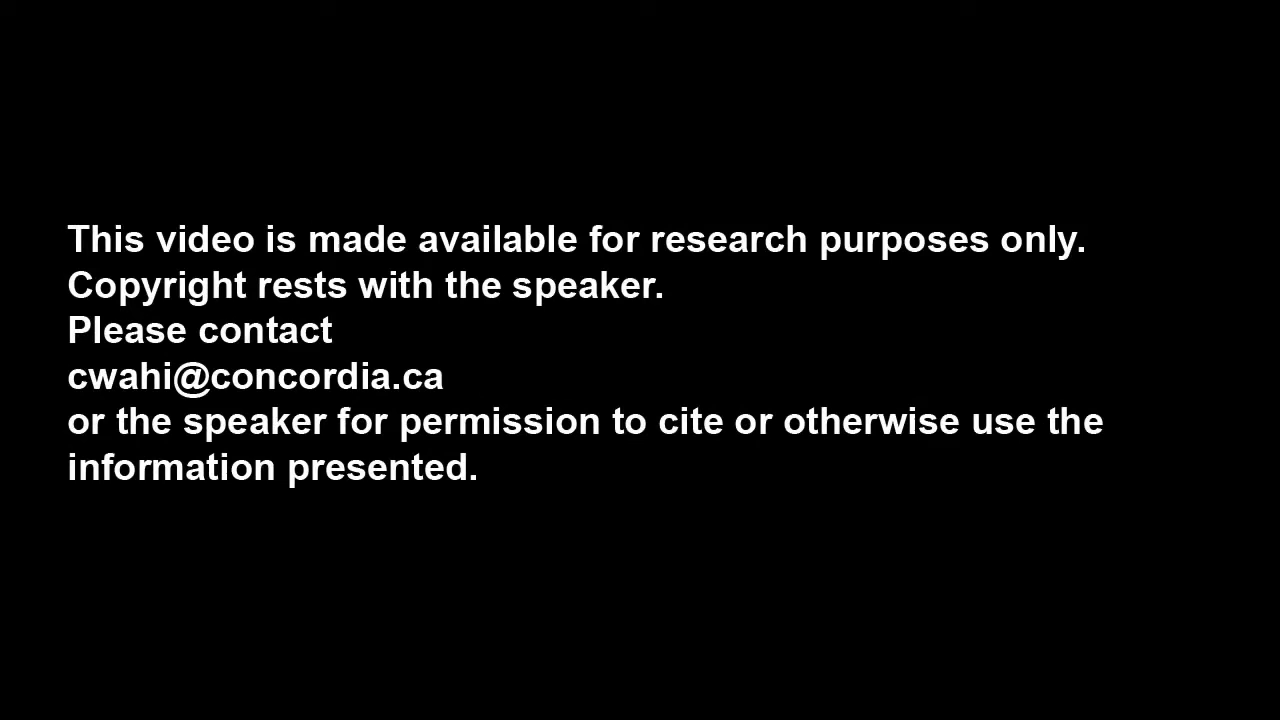 This video is made available for research purposes only.
Copyright rests with the speaker.
Please contact
cwahi@concordia.ca
or the speaker for permission to cite or otherwise use the
information presented.